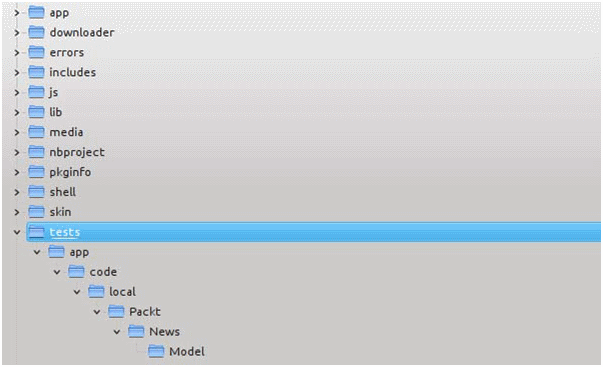 app
downloader
errors
includes
js
lib
media
nbproject
pkginfo
shell
skin
tests
app
code
local
Packt
News
Model